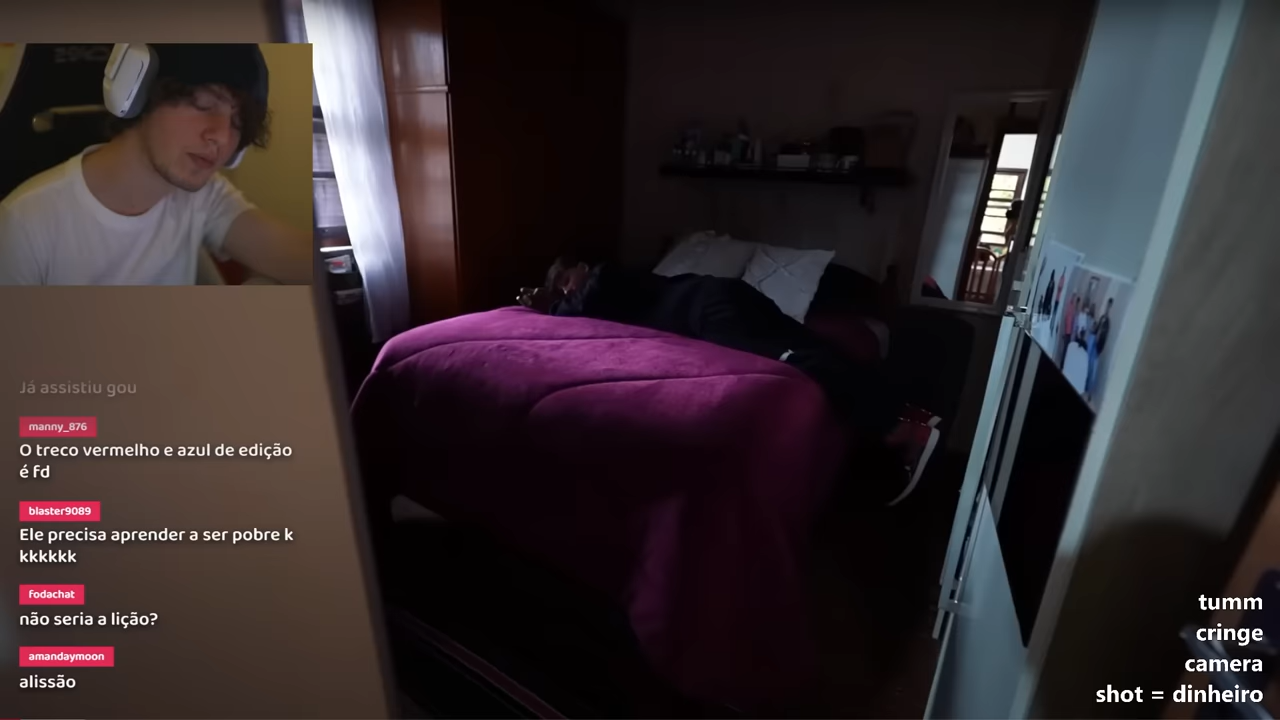 Já assistiu gou
manny_876
O treco vermelho e azul de edição
é fd
blaster9089
Ele precisa aprender a ser pobre k
kkkkkk
fodachat
não seria a lição?
amandaymoon
alissão
tumm
cringe
camera
shot = dinheiro